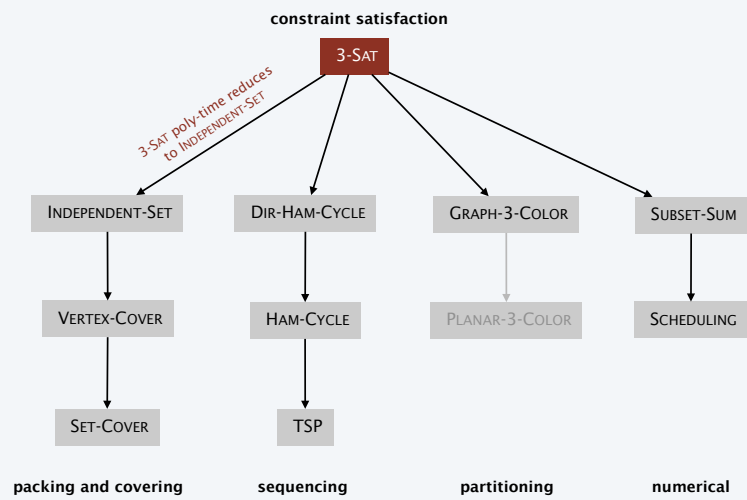 constraint satisfaction
3-SAT
3-SAT poly-time reduces
to INDEPENDENT-SET
INDEPENDENT-SET
DIR-HAM-CYCLE
GRAPH-3-COLOR
SUBSET-SUM
VERTEX-COVER
HAM-CYCLE
PLANAR-3-COLOR
SCHEDULING
SET-COVER
TSP
packing and covering
sequencing
partitioning
numerical